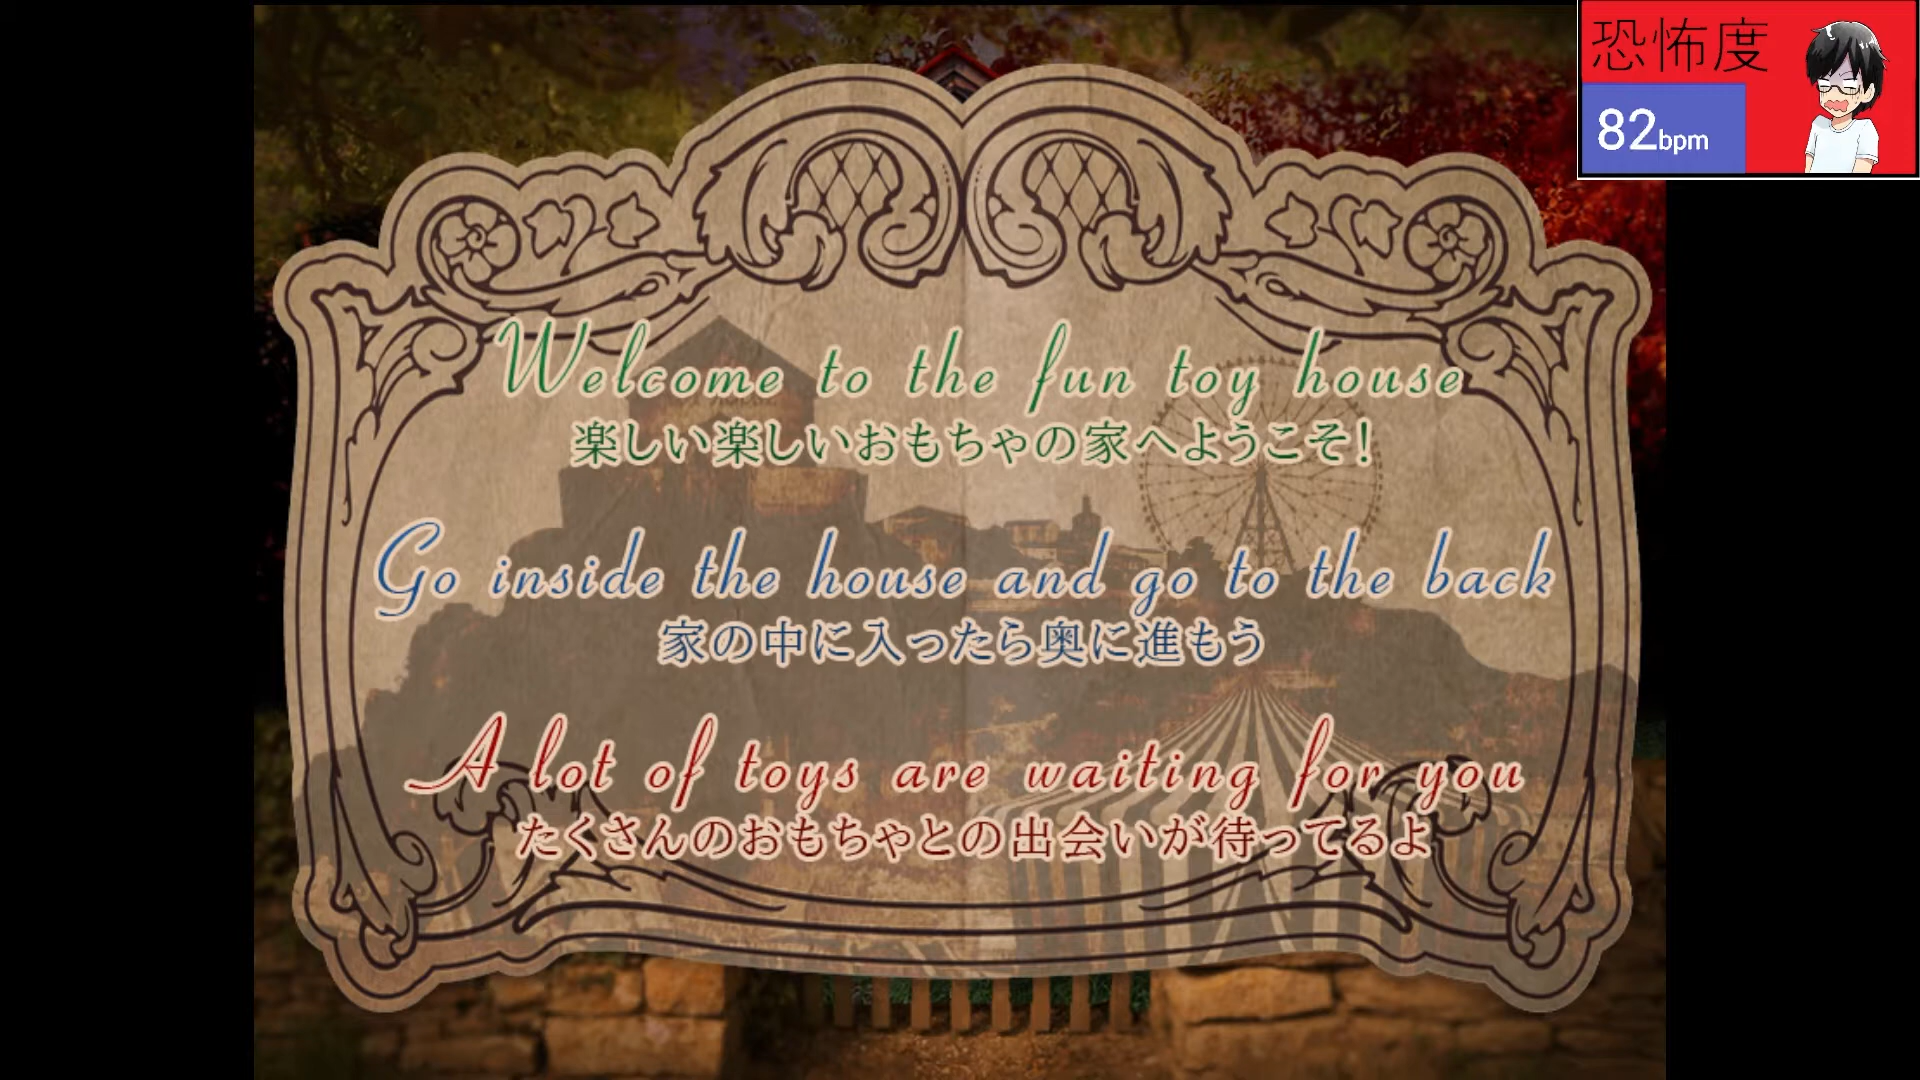 恐怖度
82bpm
Welcome to the fun toy house
楽しい楽しいおもちゃの家へようこそ!
Go inside the house and go to the back
家の中に入ったら奥に進もう
A lot of toys are waiting for you
たくさんのおもちゃとの出会いが待ってるよ